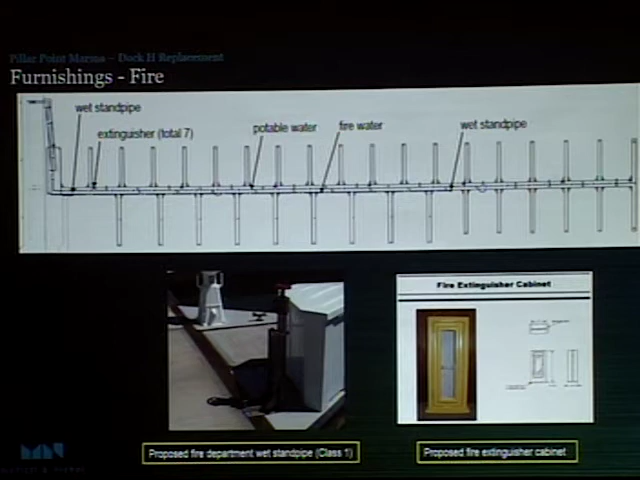 Pillar Point Marina – Dock H Replacement
Furnishings - Fire
wet standpipe
extinguisher (total 7)
potable water
fire water
wet standpipe
Fire Extinguisher Cabinet
Proposed fire department wet standpipe (Class 1)
Proposed fire extinguisher cabinet